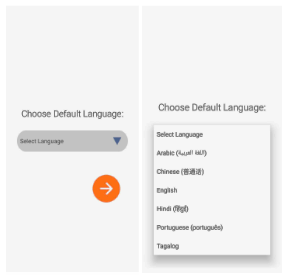 Choose Default Language:
Select Language
Choose Default Language:
Select Language
Arabic (اللغة العربية)
Chinese (普通话)
English
Hindi (हिंदी)
Portuguese (português)
Tagalog